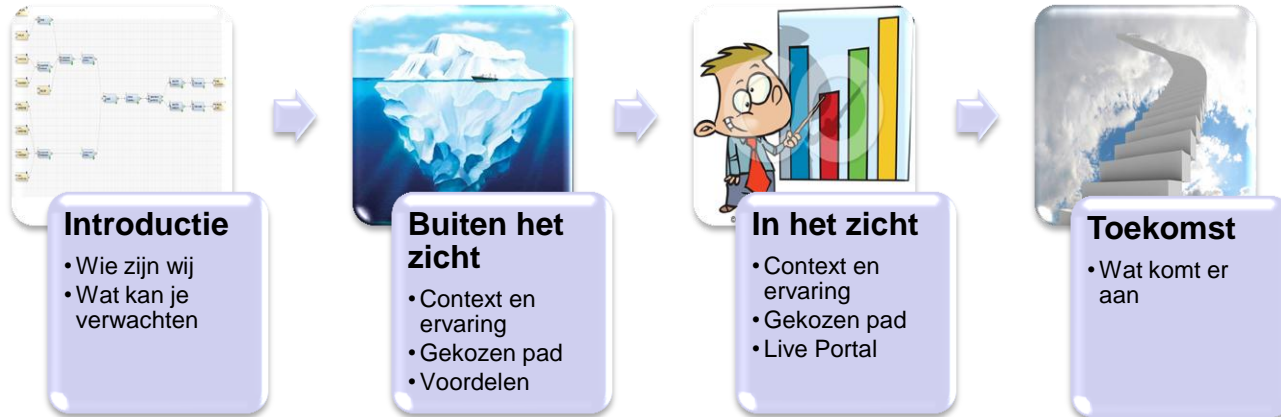 Introductie
• Wie zijn wij
• Wat kan je
verwachten
Buiten het
zicht
• Context en
ervaring
• Gekozen pad
• Voordelen
In het zicht
• Context en
ervaring
• Gekozen pad
• Live Portal
Toekomst
• Wat komt er
aan